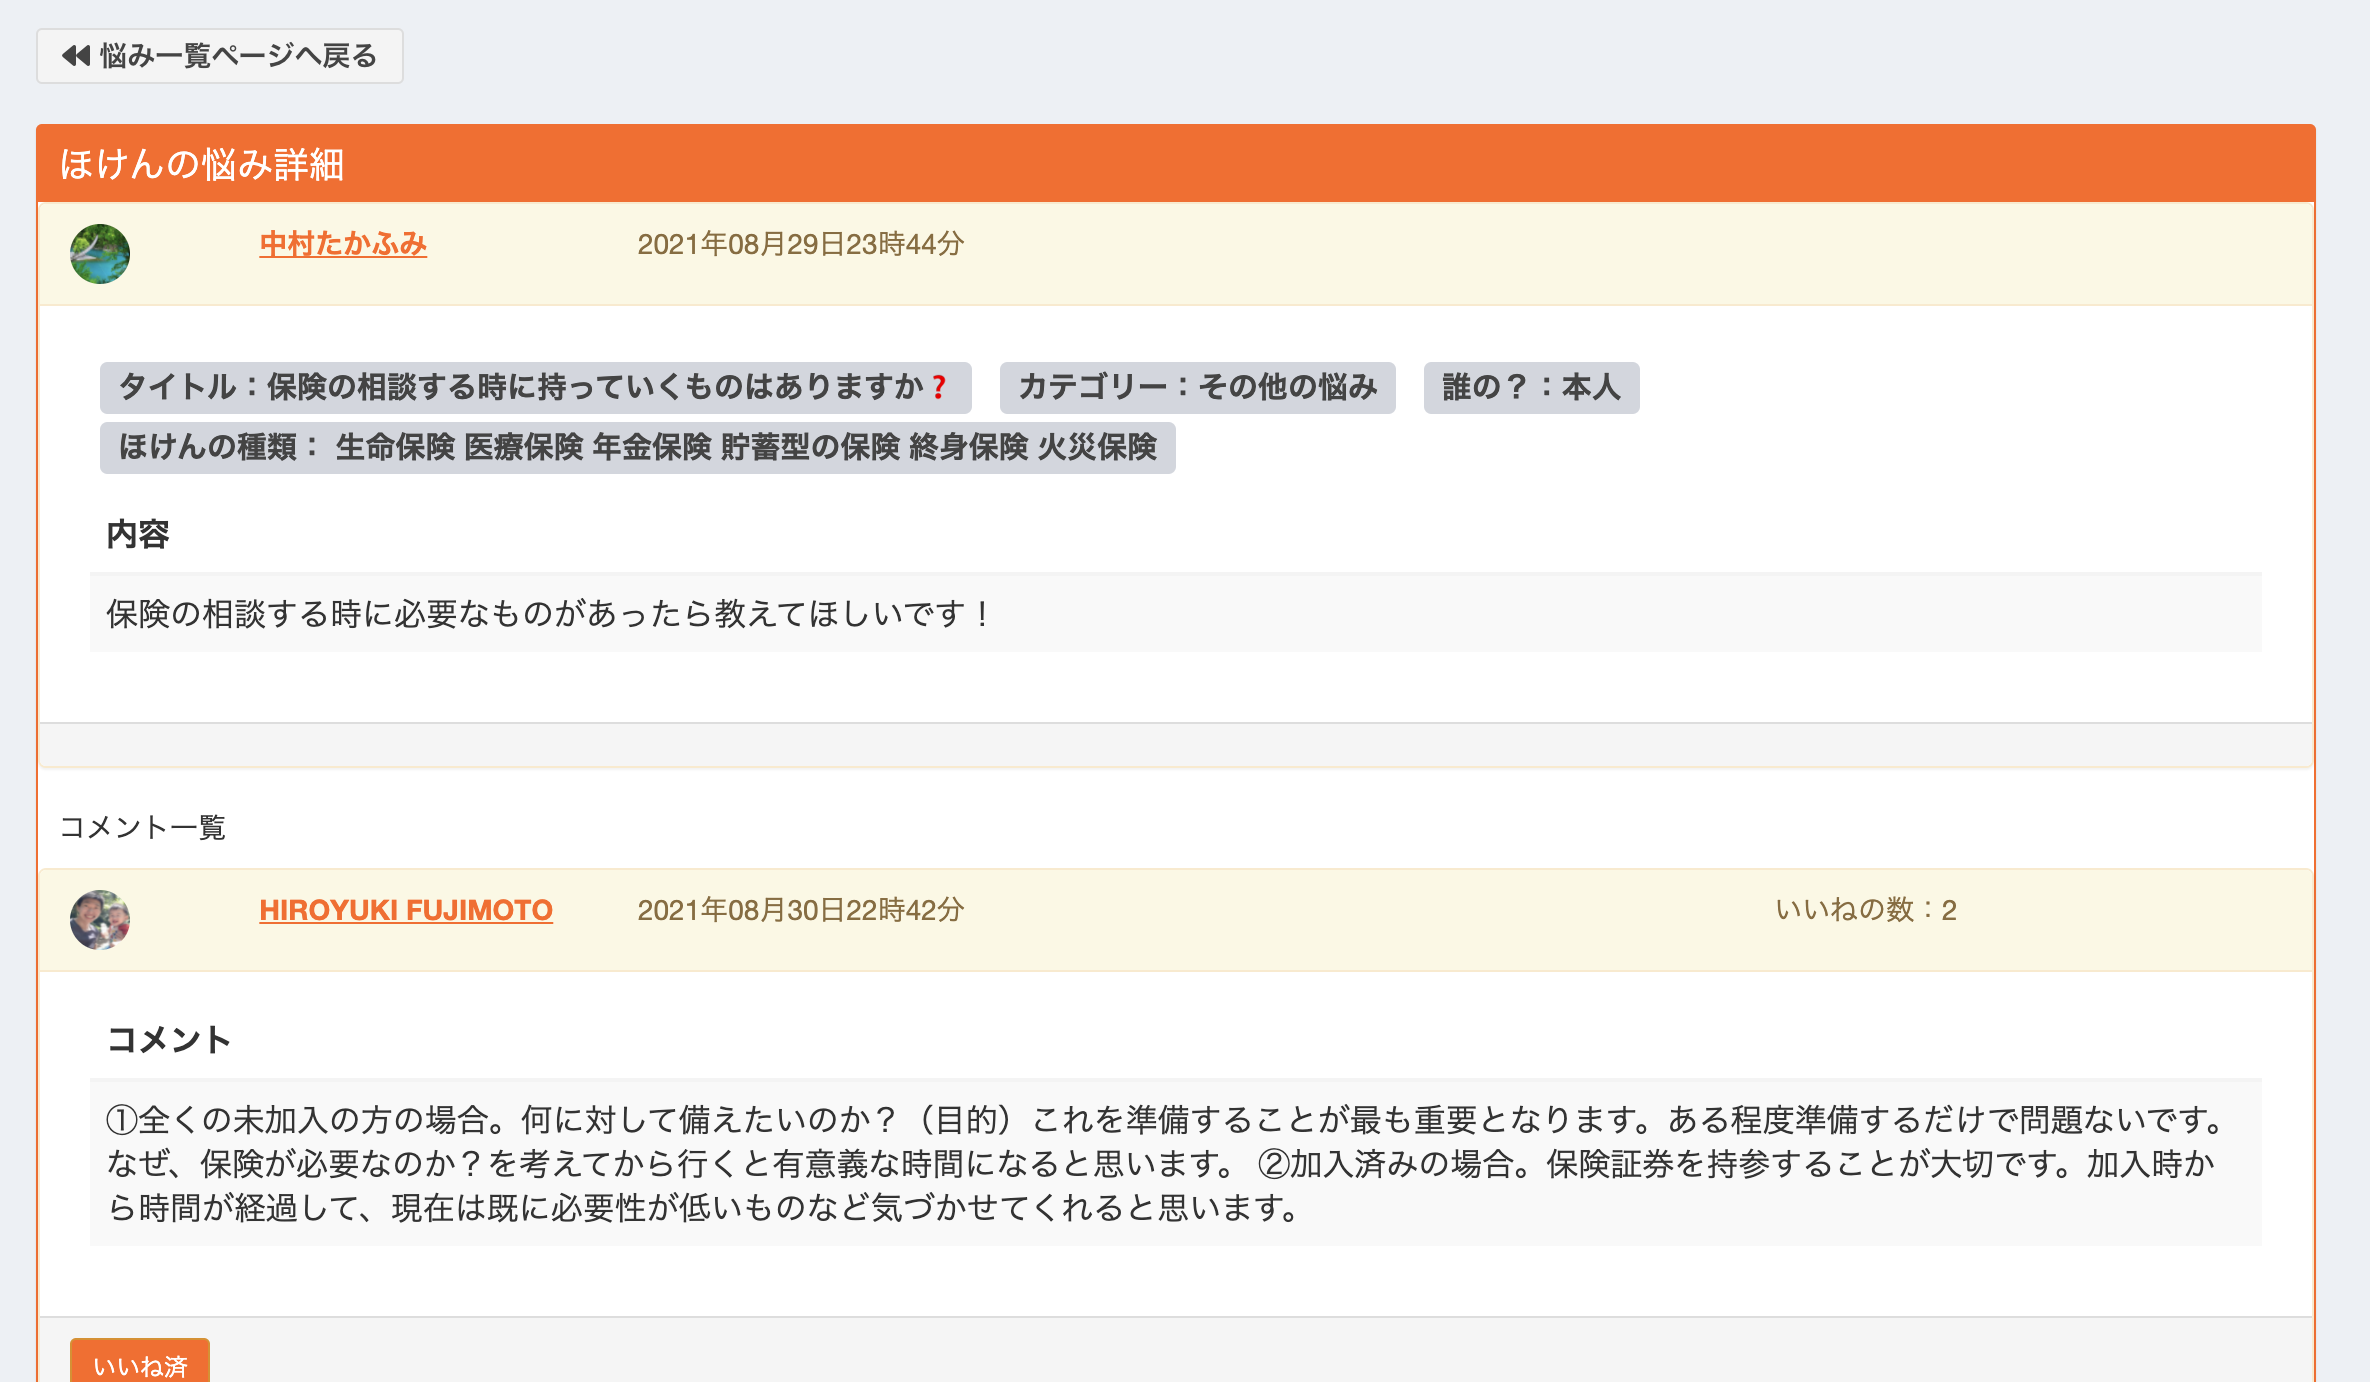 悩み一覧ページへ戻る
ほけんの悩み詳細
中村たかふみ 2021年08月29日23時44分
タイトル：保険の相談する時に持っていくものはありますか❓ カテゴリー：その他の悩み 誰の？：本人
ほけんの種類： 生命保険 医療保険 年金保険 貯蓄型の保険 終身保険 火災保険
内容
保険の相談する時に必要なものがあったら教えてほしいです！
コメント一覧
HIROYUKI FUJIMOTO 2021年08月30日22時42分 いいねの数：2
コメント
①全くの未加入の方の場合。何に対して備えたいのか？（目的）これを準備することが最も重要となります。ある程度準備するだけで問題ないです。
なぜ、保険が必要なのか？を考えてから行くと有意義な時間になると思います。 ②加入済みの場合。保険証券を持参することが大切です。加入時か
ら時間が経過して、現在は既に必要性が低いものなど気づかせてくれると思います。
いいね済